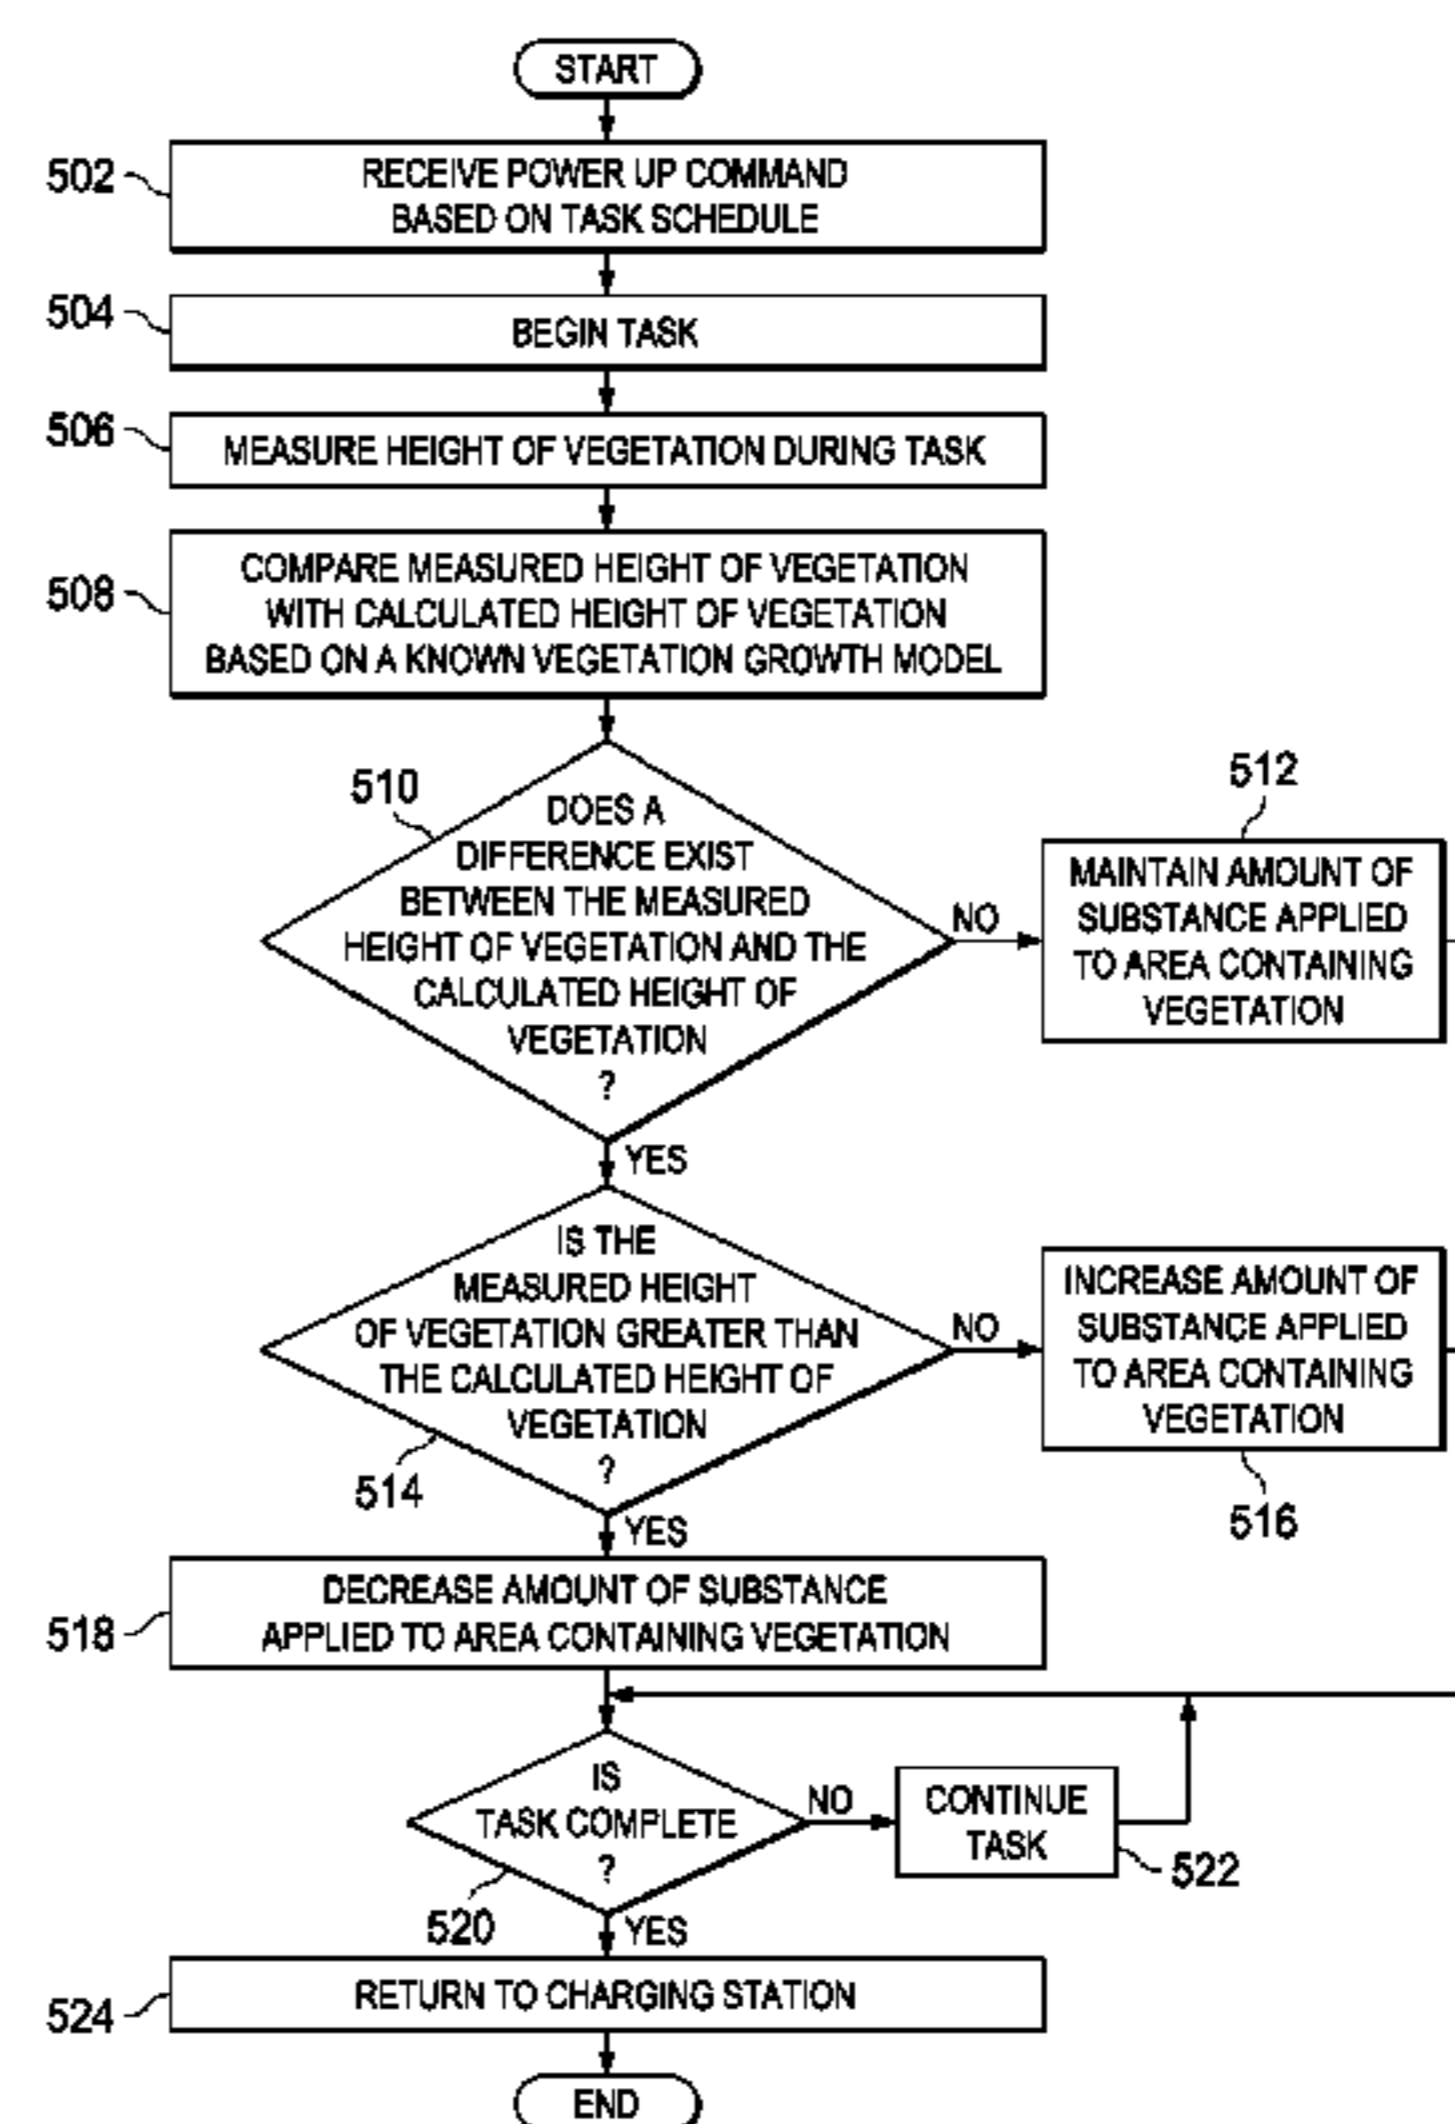 START
502
RECEIVE POWER UP COMMAND
BASED ON TASK SCHEDULE
504
BEGIN TASK
506
MEASURE HEIGHT OF VEGETATION DURING TASK
508
COMPARE MEASURED HEIGHT OF VEGETATION
WITH CALCULATED HEIGHT OF VEGETATION
BASED ON A KNOWN VEGETATION GROWTH MODEL
510
DOES A
DIFFERENCE EXIST
BETWEEN THE MEASURED
HEIGHT OF VEGETATION AND THE
CALCULATED HEIGHT OF
VEGETATION
?
NO
512
MAINTAIN AMOUNT OF
SUBSTANCE APPLIED
TO AREA CONTAINING
VEGETATION
YES
IS THE
MEASURED HEIGHT
OF VEGETATION GREATER THAN
THE CALCULATED HEIGHT OF
VEGETATION
?
514
NO
INCREASE AMOUNT OF
SUBSTANCE APPLIED
TO AREA CONTAINING
VEGETATION
516
YES
518
DECREASE AMOUNT OF SUBSTANCE
APPLIED TO AREA CONTAINING VEGETATION
IS
TASK COMPLETE
?
520
NO
CONTINUE
TASK
522
YES
524
RETURN TO CHARGING STATION
END